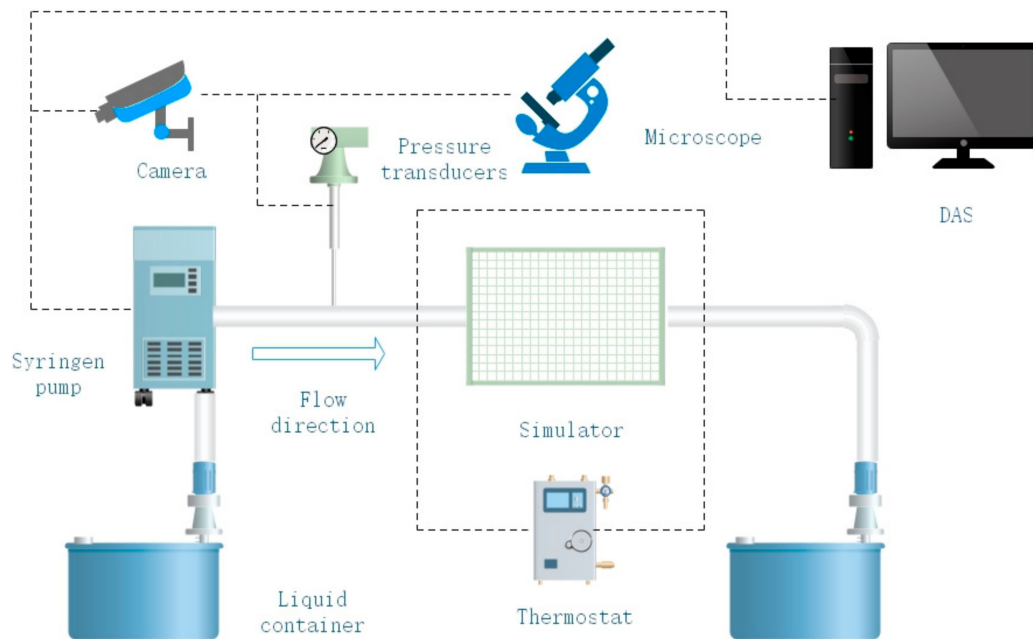 Camera
Pressure
transducers
Microscope
DAS
Syringen
pump
Flow
direction
Simulator
Liquid
container
Thermostat